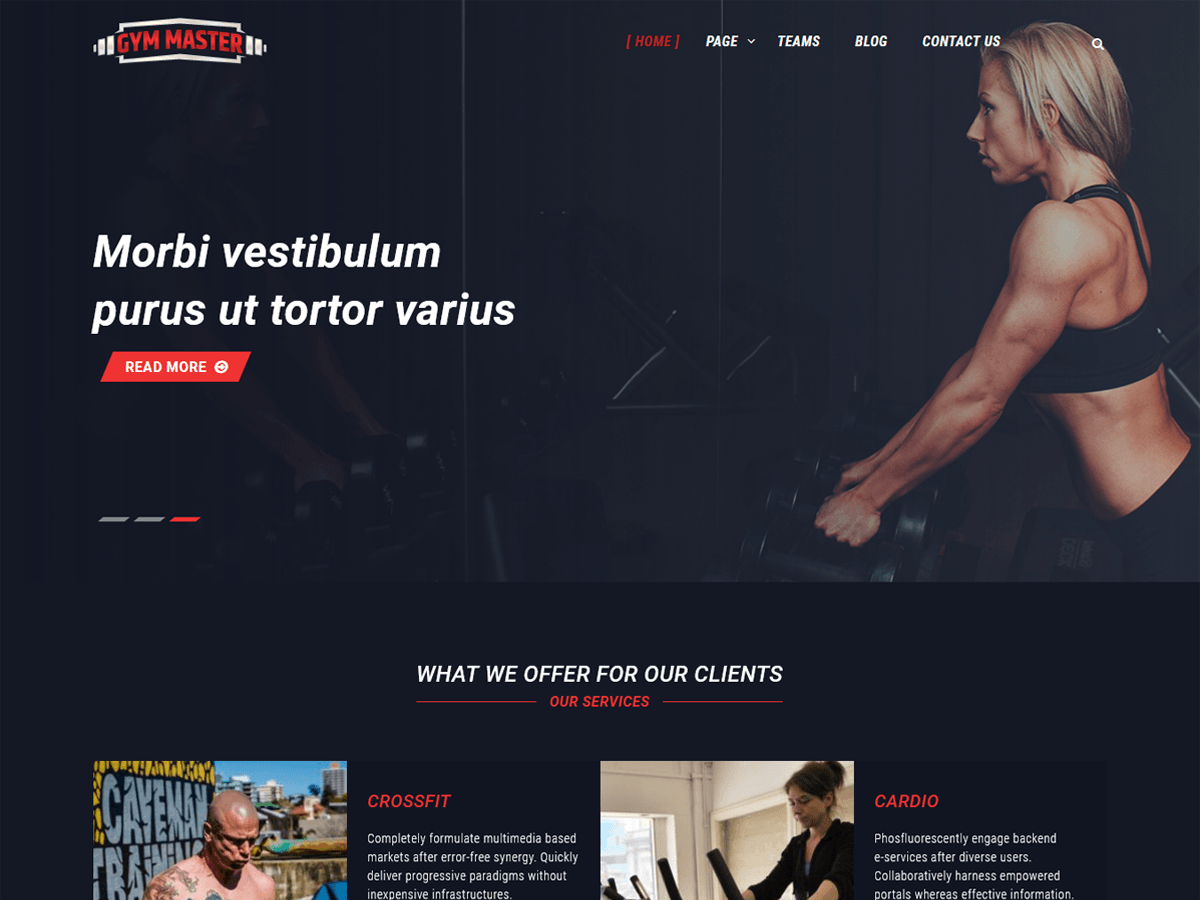 GYM MASTER
[ HOME ] PAGE TEAMS BLOG CONTACT US
Morbi vestibulum
purus ut tortor varius
READ MORE
WHAT WE OFFER FOR OUR CLIENTS
OUR SERVICES
CAVEMAN
TRAINING
CROSSFIT
Completely formulate multimedia based
markets after error-free synergy. Quickly
deliver progressive paradigms without
inexpensive infrastructures.
CARDIO
Phosfluorescently engage backend
e-services after diverse users.
Collaboratively harness empowered
portals whereas effective information.